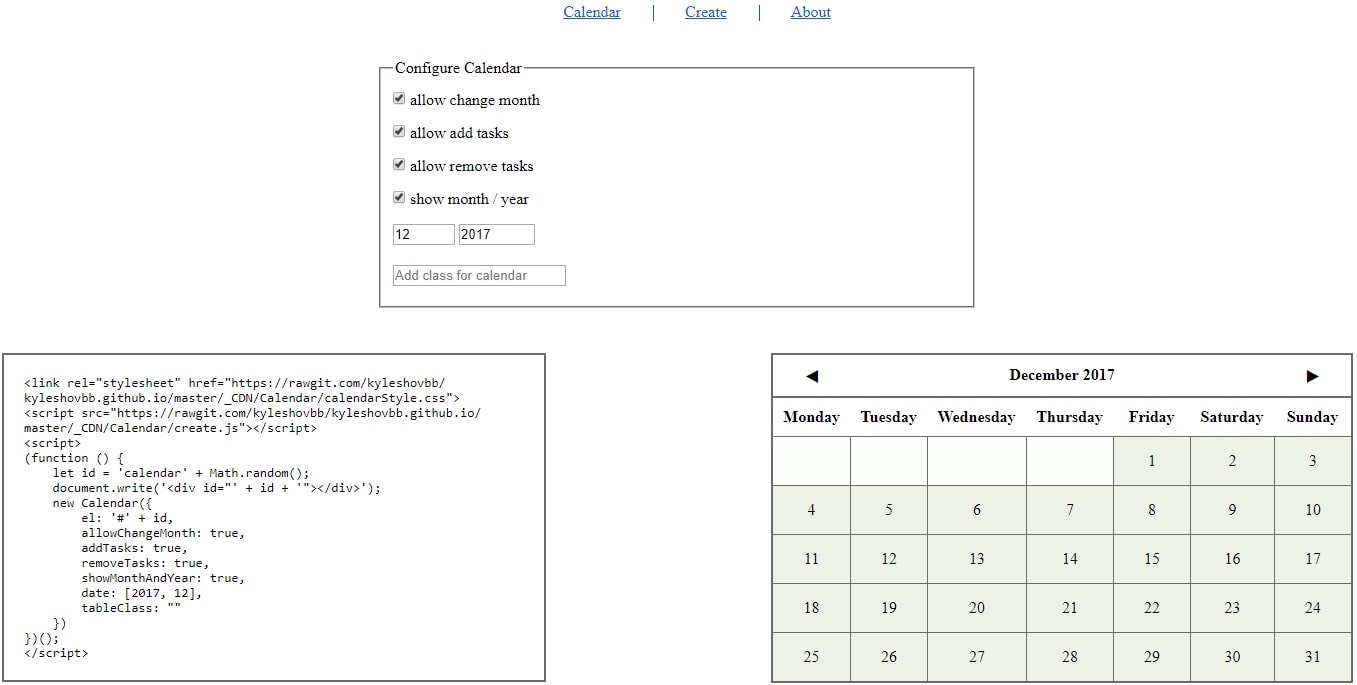 Calendar | Create | About
Configure Calendar
allow change month
allow add tasks
allow remove tasks
show month / year
12 2017
Add class for calendar
<link rel="stylesheet" href="https://rawgit.com/kyleshovbb/
kyleshovbb.github.io/master/_CDN/Calendar/calendarStyle.css">
<script src="https://rawgit.com/kyleshovbb/kyleshovbb.github.io/
master/_CDN/Calendar/create.js"></script>
<script>
(function () {
    let id = 'calendar' + Math.random();
    document.write('<div id="' + id + '"></div>');
    new Calendar({
        el: '#' + id,
        allowChangeMonth: true,
        addTasks: true,
        removeTasks: true,
        showMonthAndYear: true,
        date: [2017, 12],
        tableClass: ""
    })
})();
</script>
◀ December 2017 ▶
Monday Tuesday Wednesday Thursday Friday Saturday Sunday
1 2 3
4 5 6 7 8 9 10
11 12 13 14 15 16 17
18 19 20 21 22 23 24
25 26 27 28 29 30 31